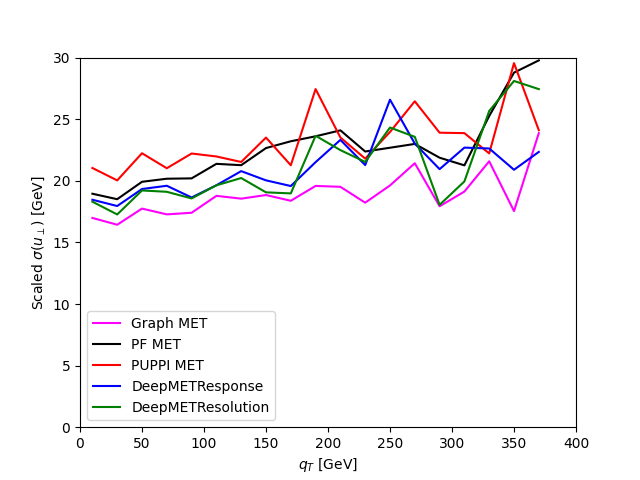 30
25
20
15
10
5
0
Scaled σ(u⊥) [GeV]
Graph MET
PF MET
PUPPI MET
DeepMETResponse
DeepMETResolution
0 50 100 150 200 250 300 350 400
qT [GeV]